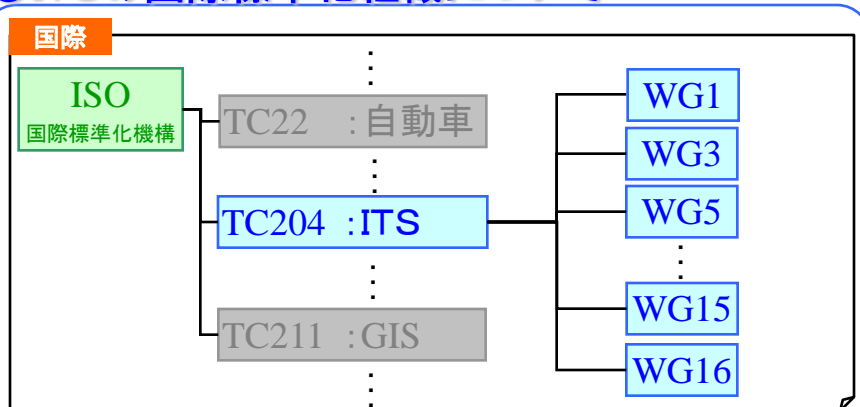 国際
ISO
国際標準化機構
TC22 :自動車
TC204 :ITS
TC211 :GIS
WG1
WG3
WG5
WG15
WG16